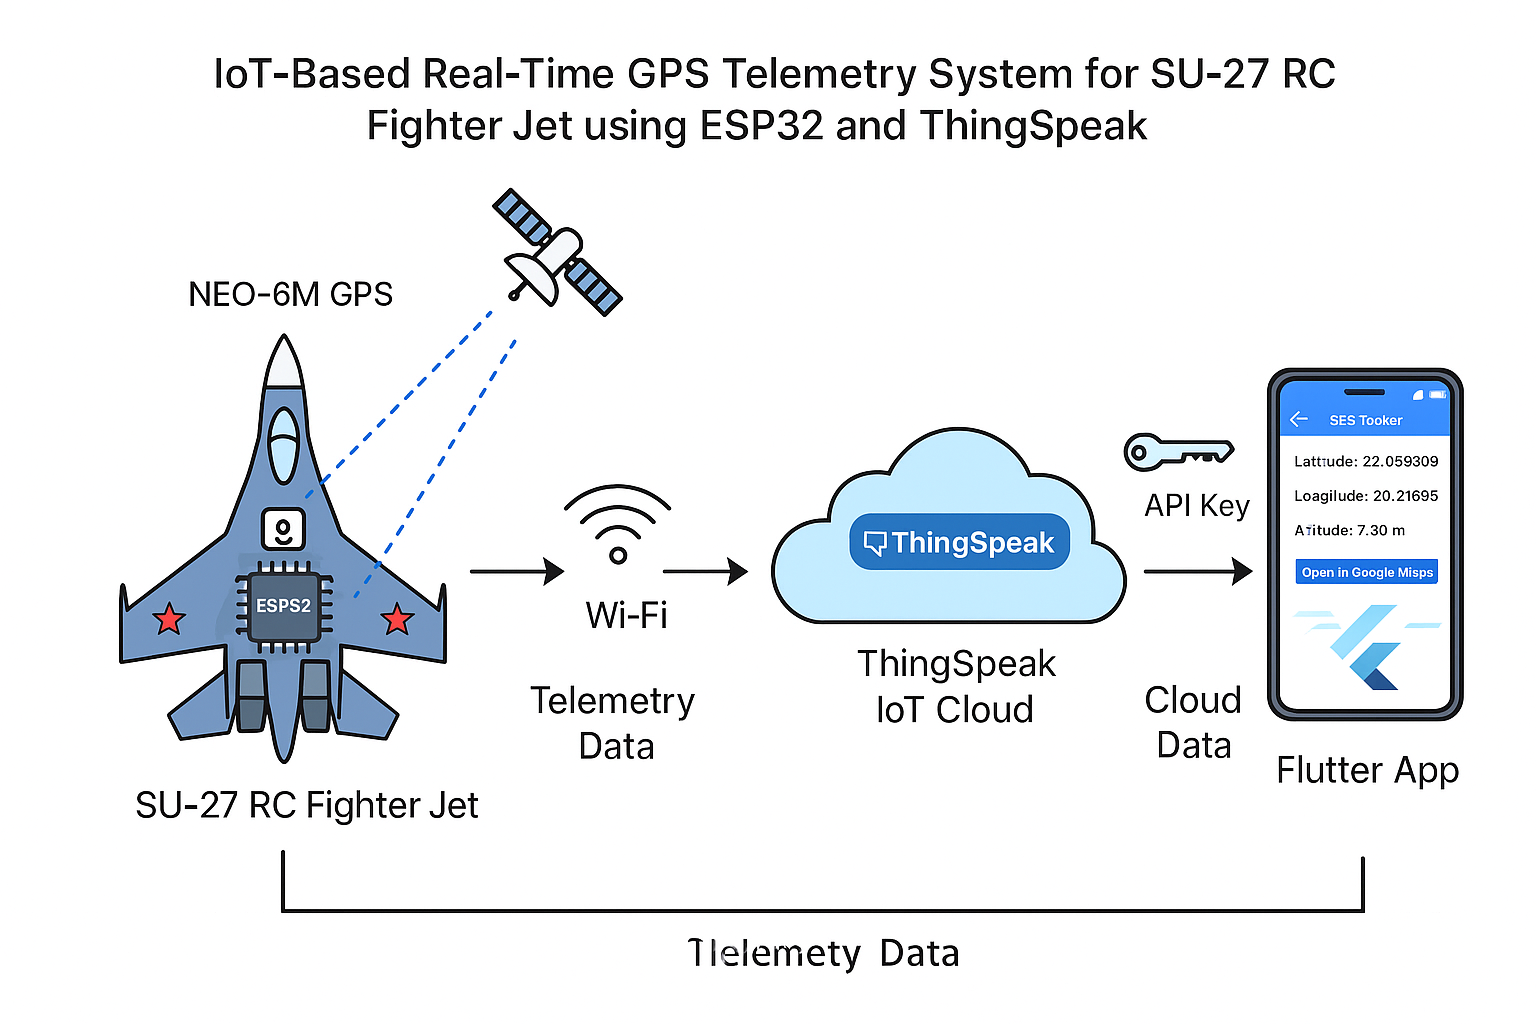 IoT-Based Real-Time GPS Telemetry System for SU-27 RC
Fighter Jet using ESP32 and ThingSpeak
NEO-6M GPS
ESPS2
SU-27 RC Fighter Jet
Wi-Fi
Telemetry
Data
ThingSpeak
ThingSpeak
IoT Cloud
API Key
Cloud
Data
SES Tooker
Lattıude: 22.059309
Loagilude: 20.21695
Atitude: 7.30 m
Open in Google Misps
Flutter App
Tlelemety Data